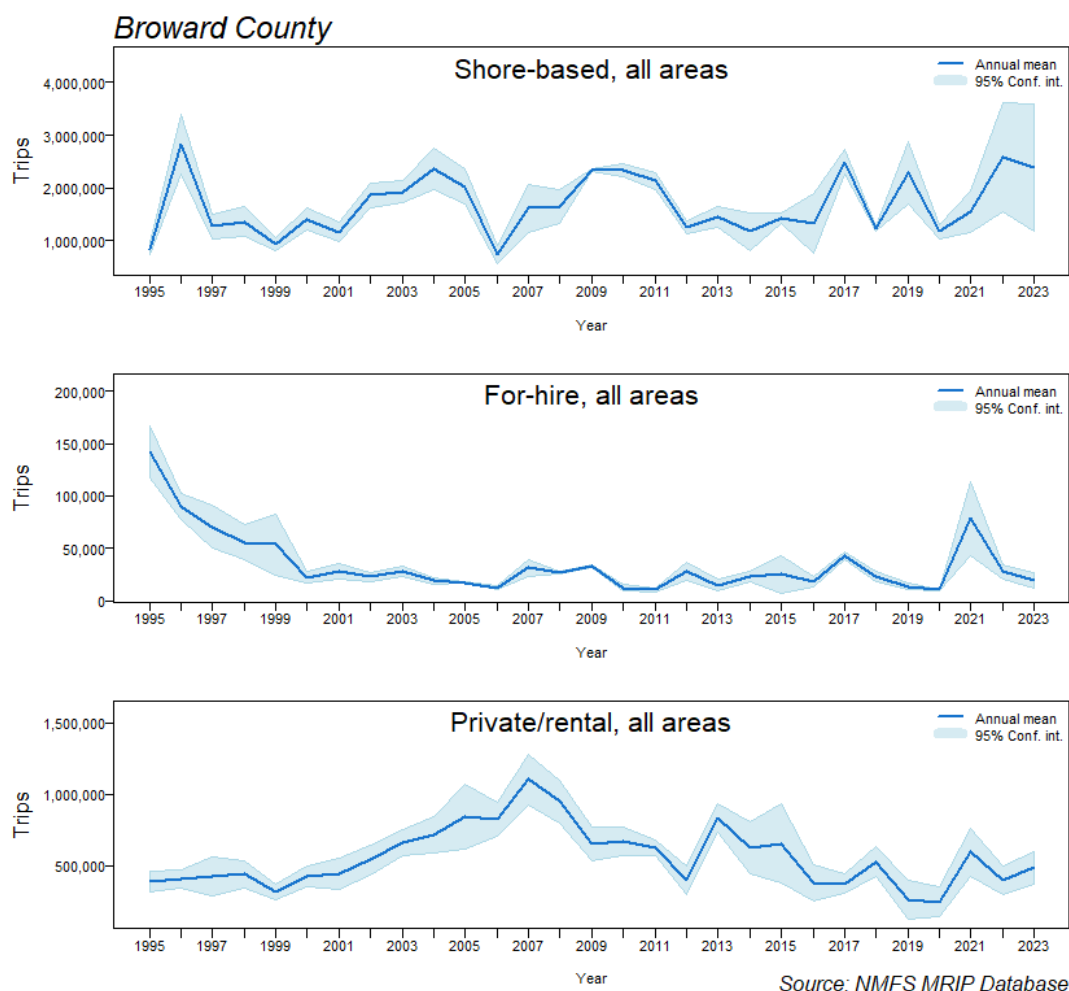 Broward County
Shore-based, all areas
Annual mean
95% Conf. int.
Trips
4,000,000
3,000,000
2,000,000
1,000,000
1995 1997 1999 2001 2003 2005 2007 2009 2011 2013 2015 2017 2019 2021 2023
Year
For-hire, all areas
Annual mean
95% Conf. int.
Trips
200,000
150,000
100,000
50,000
0
1995 1997 1999 2001 2003 2005 2007 2009 2011 2013 2015 2017 2019 2021 2023
Year
Private/rental, all areas
Annual mean
95% Conf. int.
Trips
1,500,000
1,000,000
500,000
1995 1997 1999 2001 2003 2005 2007 2009 2011 2013 2015 2017 2019 2021 2023
Year
Source: NMFS MRIP Database